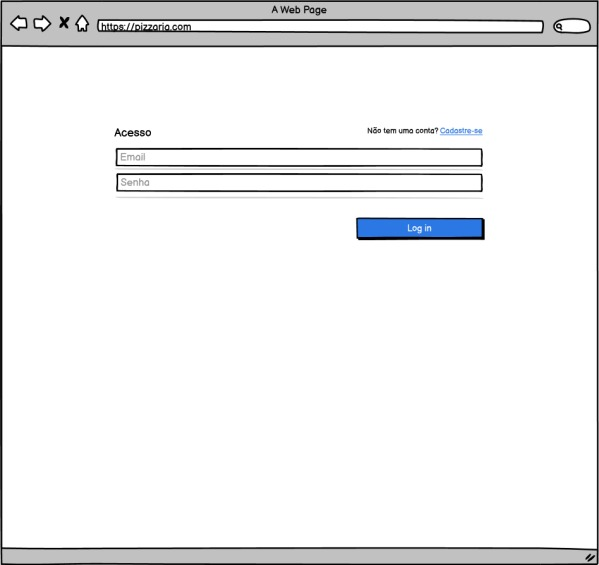 A Web Page
https://pizzaria.com
Acesso
Não tem uma conta? Cadastre-se
Email
Senha
Log in